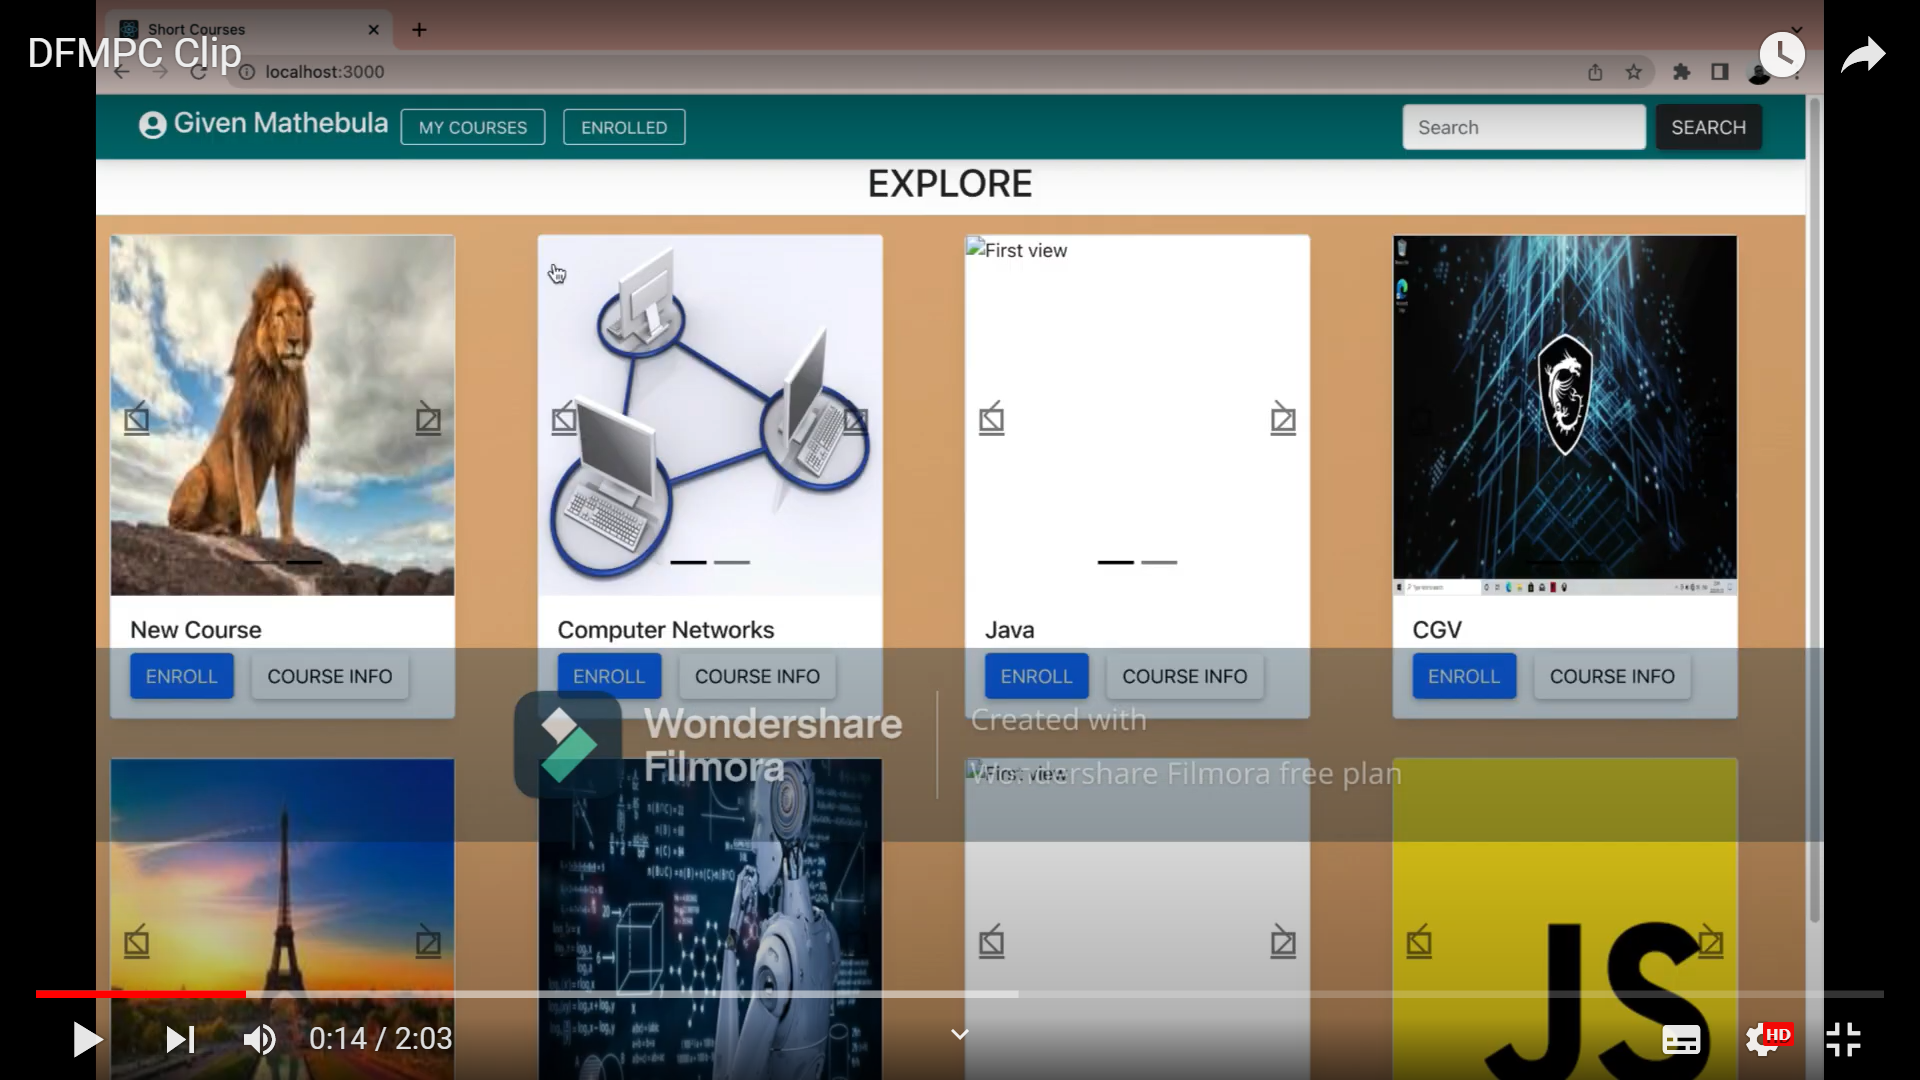 Short Courses
DFMPC Clip
localhost:3000
Given Mathebula
MY COURSES
ENROLLED
Search
SEARCH
EXPLORE
First view
New Course
Computer Networks
Java
CGV
ENROLL
COURSE INFO
ENROLL
COURSE INFO
ENROLL
COURSE INFO
ENROLL
COURSE INFO
Wondershare
Filmora
Created with
Wondershare Filmora free plan
First view
JS
0:14 / 2:03
HD